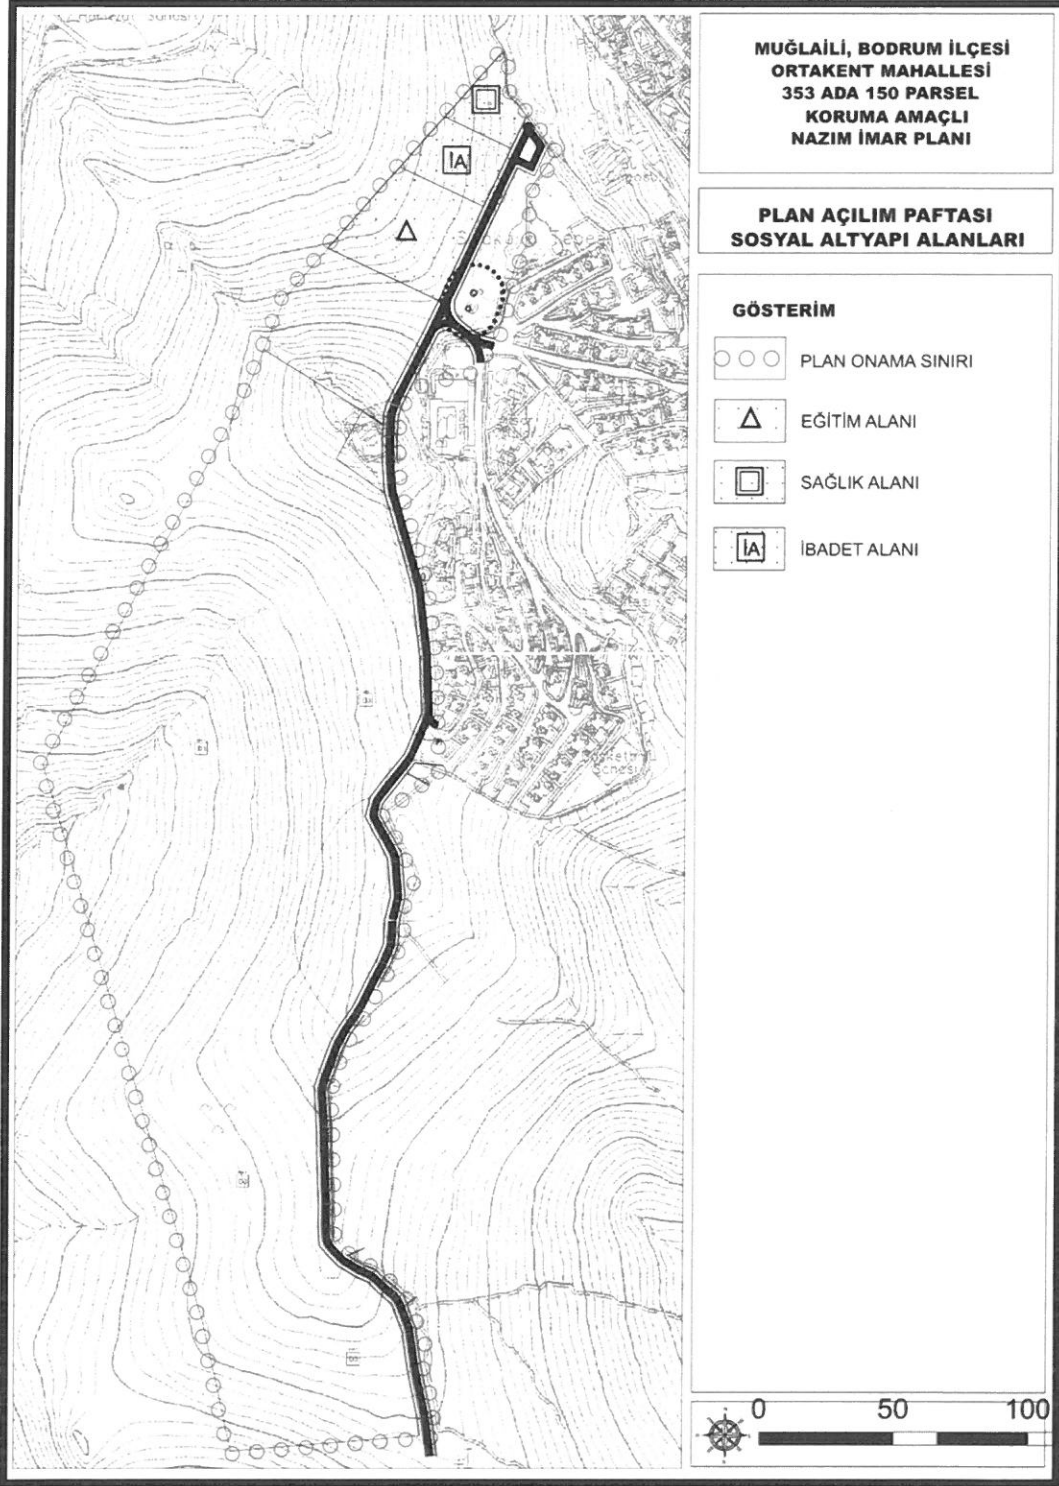 MUĞLAİLİ, BODRUM İLÇESİ
ORTAKENT MAHALLESİ
353 ADA 150 PARSEL
KORUMA AMAÇLI
NAZIM İMAR PLANI
PLAN AÇILIM PAFTASI
SOSYAL ALTYAPI ALANLARI
GÖSTERİM
PLAN ONAMA SINIRI
EĞİTİM ALANI
SAĞLIK ALANI
İA İBADET ALANI
İA
0 50 100